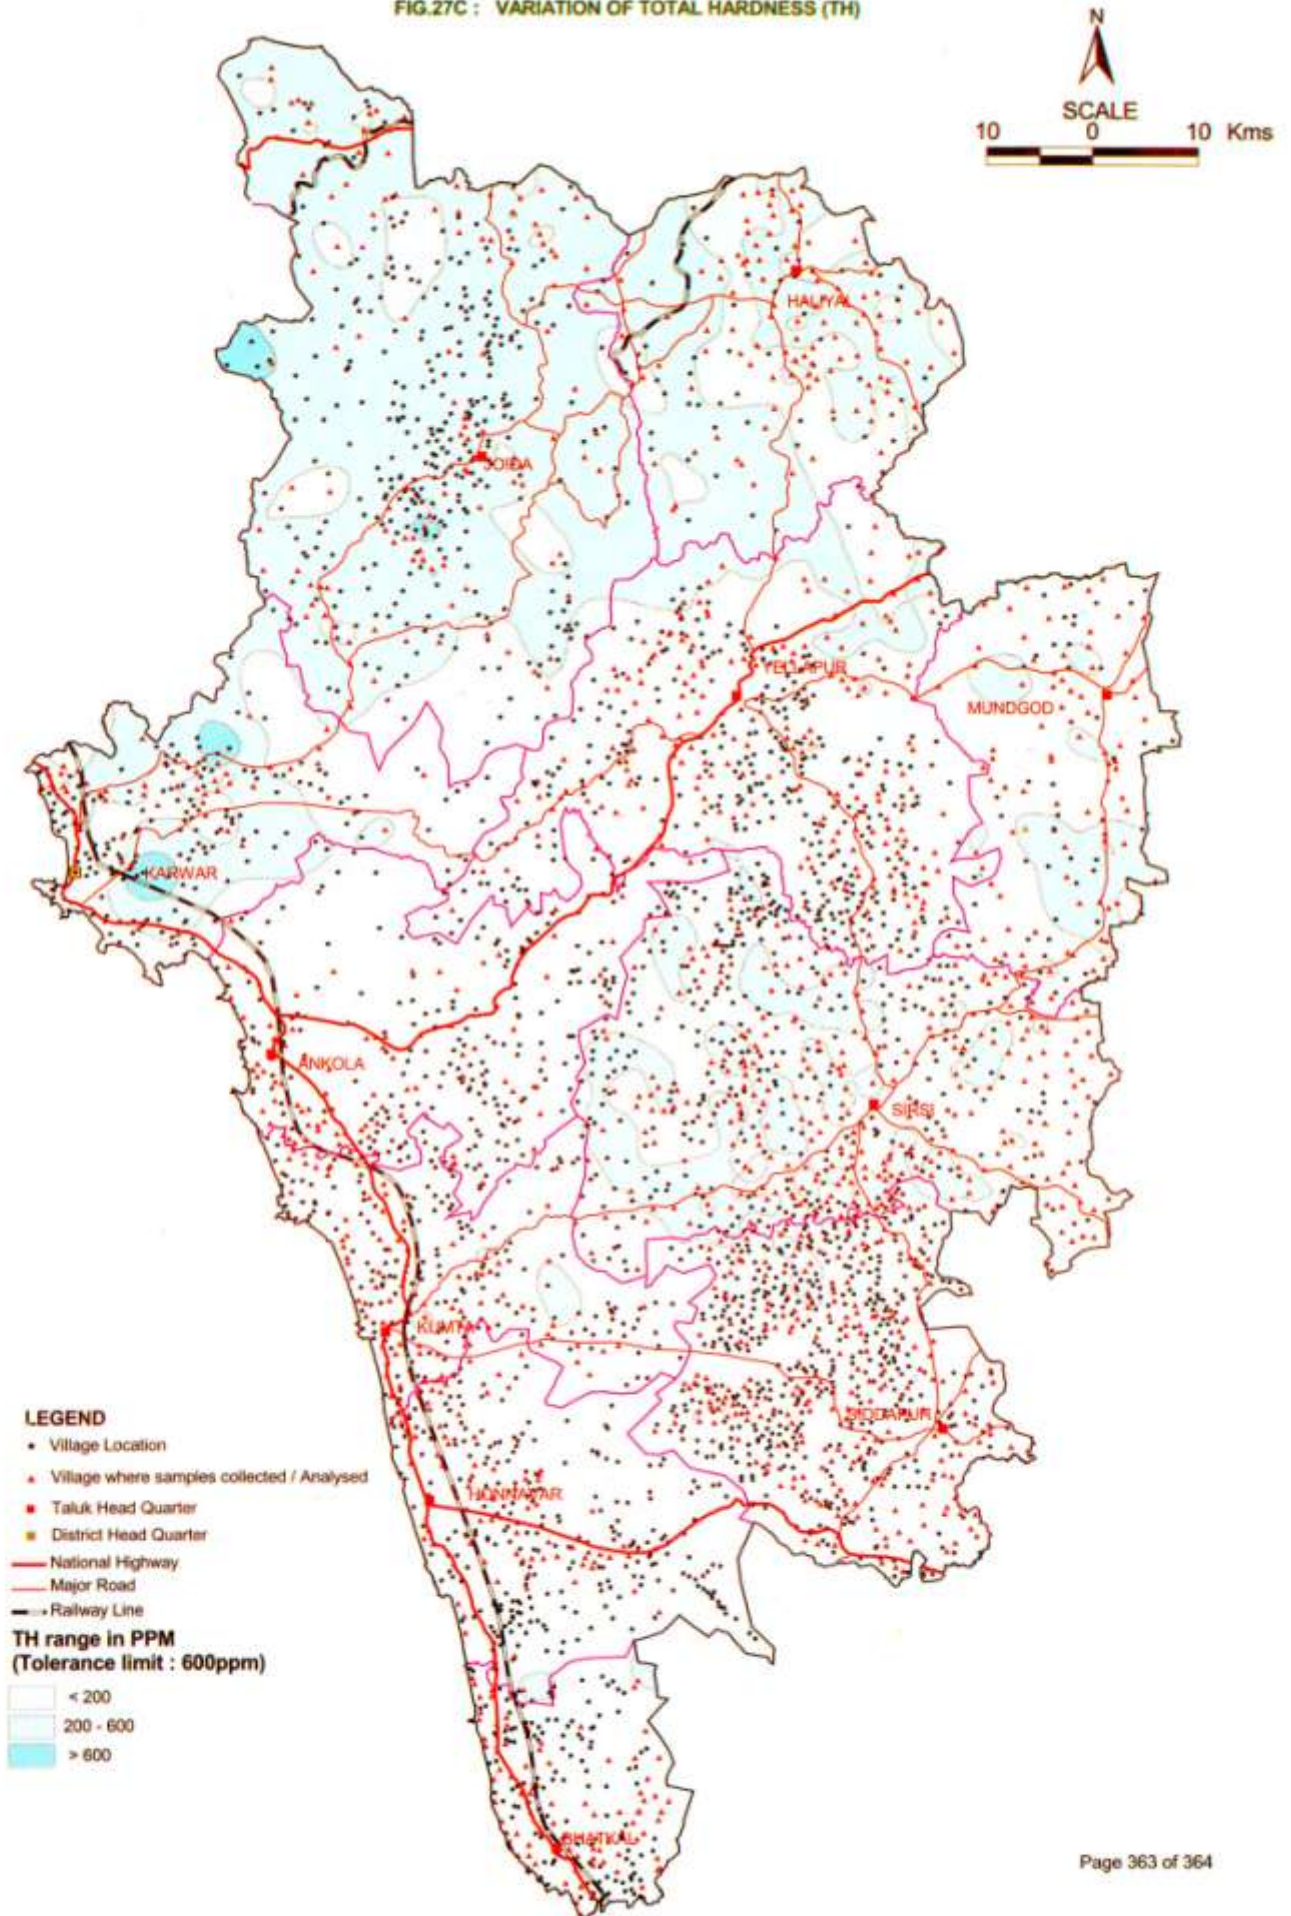 FIG.27C : VARIATION OF TOTAL HARDNESS (TH)
N
SCALE
10 0 10 Kms
HALIYAL
JOIDA
YELLAPUR
MUNDGOD
KARWAR
ANKOLA
SIRSI
KUMTA
SIDDAPUR
HONNAVAR
BHATKAL
LEGEND
Village Location
Village where samples collected / Analysed
Taluk Head Quarter
District Head Quarter
National Highway
Major Road
Railway Line
TH range in PPM
(Tolerance limit : 600ppm)
< 200
200 - 600
> 600
Page 363 of 364